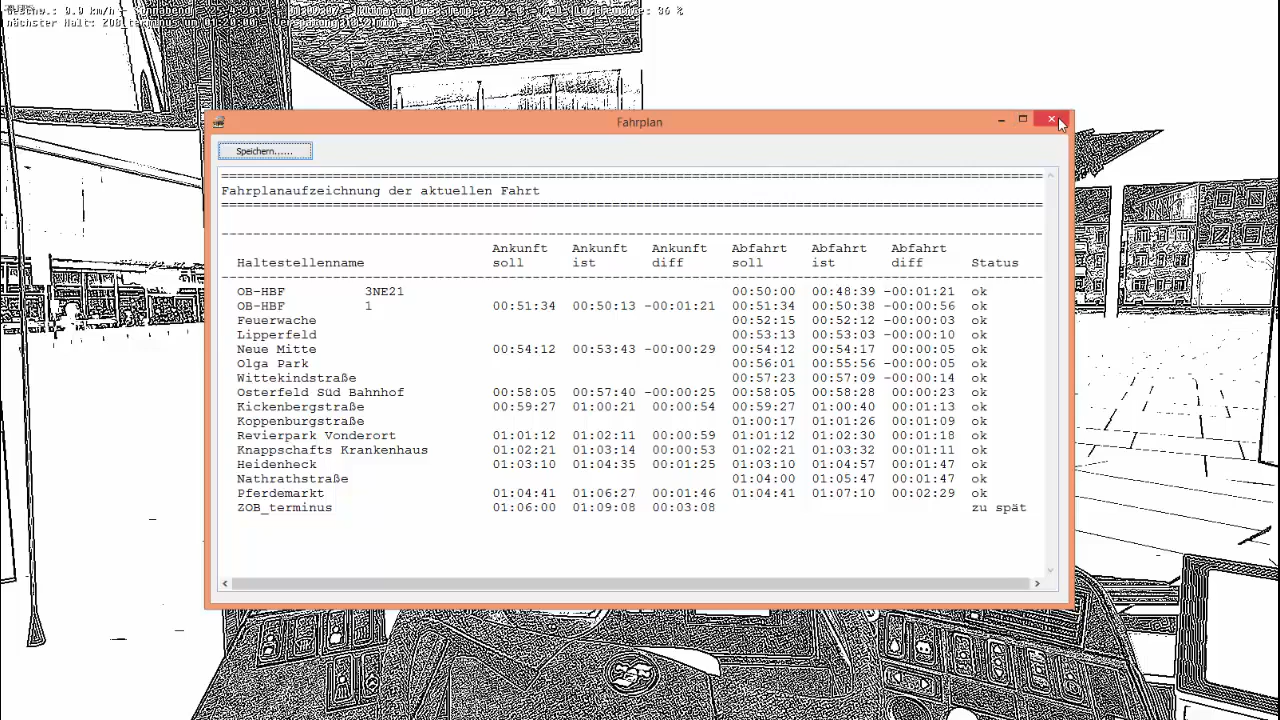 Geschw.: 0.0 km/h
nächster Halt: ZOB_terminus um 01:20:00
36 %
Fahrplan
Speichern......
Fahrplanaufzeichnung der aktuellen Fahrt
Ankunft Ankunft Ankunft Abfahrt Abfahrt Abfahrt
Haltestellenname soll ist diff soll ist diff Status
OB-HBF 3NE21 00:50:00 00:48:39 -00:01:21 ok
OB-HBF 1 00:51:34 00:50:13 -00:01:21 00:51:34 00:50:38 -00:00:56 ok
Feuerwache 00:52:15 00:52:12 -00:00:03 ok
Lipperfeld 00:53:13 00:53:03 -00:00:10 ok
Neue Mitte 00:54:12 00:53:43 -00:00:29 00:54:12 00:54:17 00:00:05 ok
Olga Park 00:56:01 00:55:56 -00:00:05 ok
Wittekindstraße 00:57:23 00:57:09 -00:00:14 ok
Osterfeld Süd Bahnhof 00:58:05 00:57:40 -00:00:25 00:58:05 00:58:28 00:00:23 ok
Kickenbergstraße 00:59:27 01:00:21 00:00:54 00:59:27 01:00:40 00:01:13 ok
Koppenburgstraße 01:00:17 01:01:26 00:01:09 ok
Revierpark Vonderort 01:01:12 01:02:11 00:00:59 01:01:12 01:02:30 00:01:18 ok
Knappschafts Krankenhaus 01:02:21 01:03:14 00:00:53 01:02:21 01:03:32 00:01:11 ok
Heidenheck 01:03:10 01:04:35 00:01:25 01:03:10 01:04:57 00:01:47 ok
Nathrathstraße 01:04:00 01:05:47 00:01:47 ok
Pferdemarkt 01:04:41 01:06:27 00:01:46 01:04:41 01:07:10 00:02:29 ok
ZOB_terminus 01:06:00 01:09:08 00:03:08 zu spät